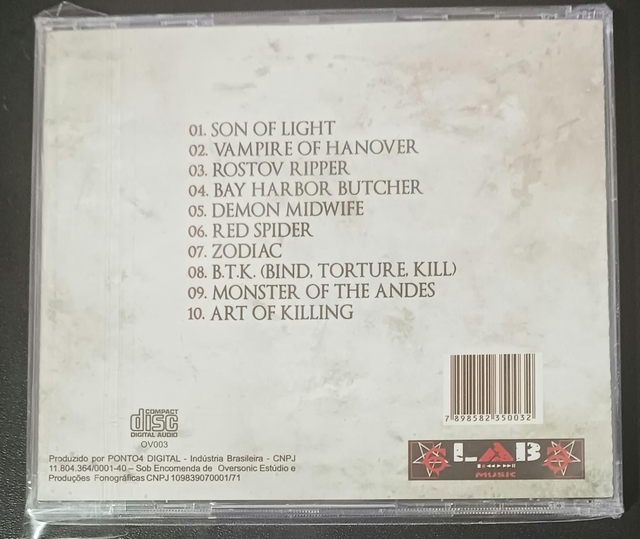 01. SON OF LIGHT
02. VAMPIRE OF HANOVER
03. ROSTOV RIPPER
04. BAY HARBOR BUTCHER
05. DEMON MIDWIFE
06. RED SPIDER
07. ZODIAC
08. B.T.K. (BIND, TORTURE, KILL)
09. MONSTER OF THE ANDES
10. ART OF KILLING
7 898582 350032
COMPACT
disc
DIGITAL AUDIO
OV003
LAB
MUSIC
Produzido por PONTO4 DIGITAL - Indústria Brasileira - CNPJ
11.804.364/0001-40 – Sob Encomenda de Oversonic Estúdio e
Produções Fonográficas CNPJ 109839070001/71